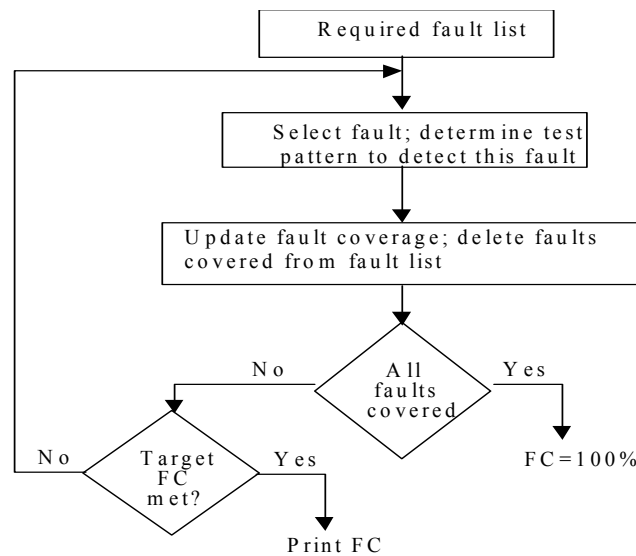 Required fault list
Select fault; determine test
pattern to detect this fault
Update fault coverage; delete faults
covered from fault list
No
All
faults
covered
Yes
FC=100%
No
Target
FC
met?
Yes
Print FC